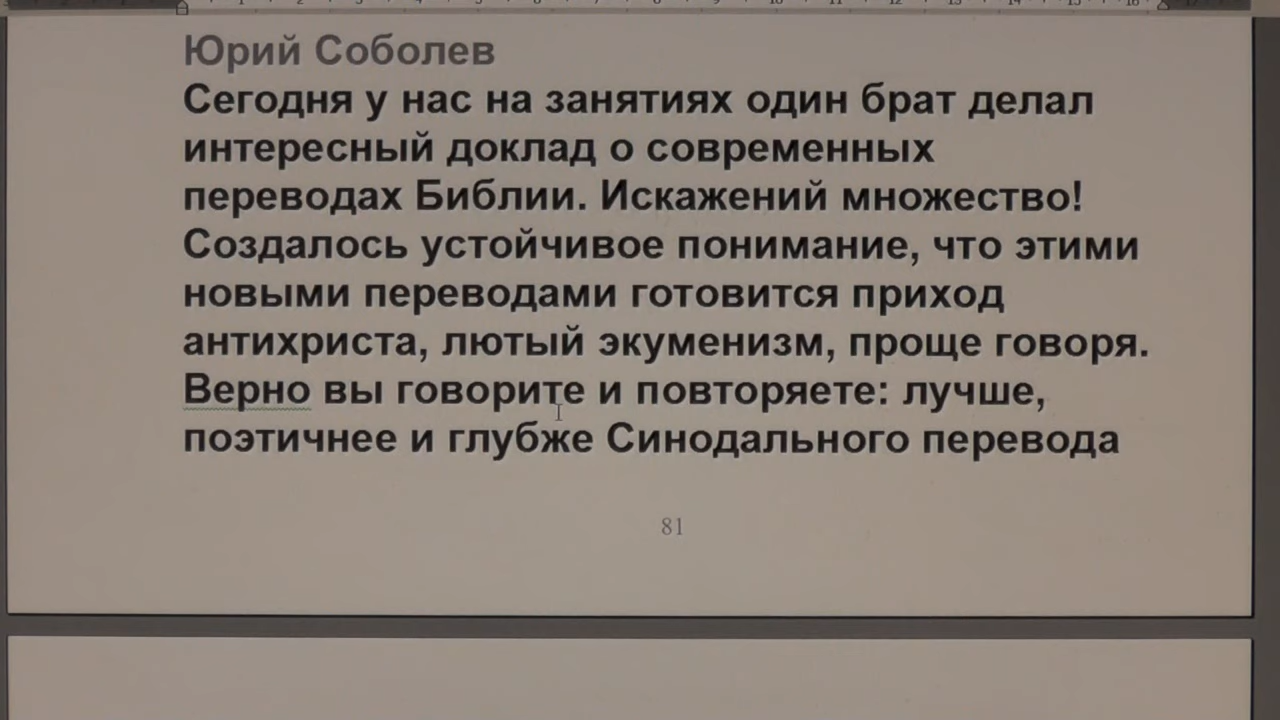 Юрий Соболев
Сегодня у нас на занятиях один брат делал
интересный доклад о современных
переводах Библии. Искажений множество!
Создалось устойчивое понимание, что этими
новыми переводами готовится приход
антихриста, лютый экуменизм, проще говоря.
Верно вы говорите и повторяете: лучше,
поэтичнее и глубже Синодального перевода
81